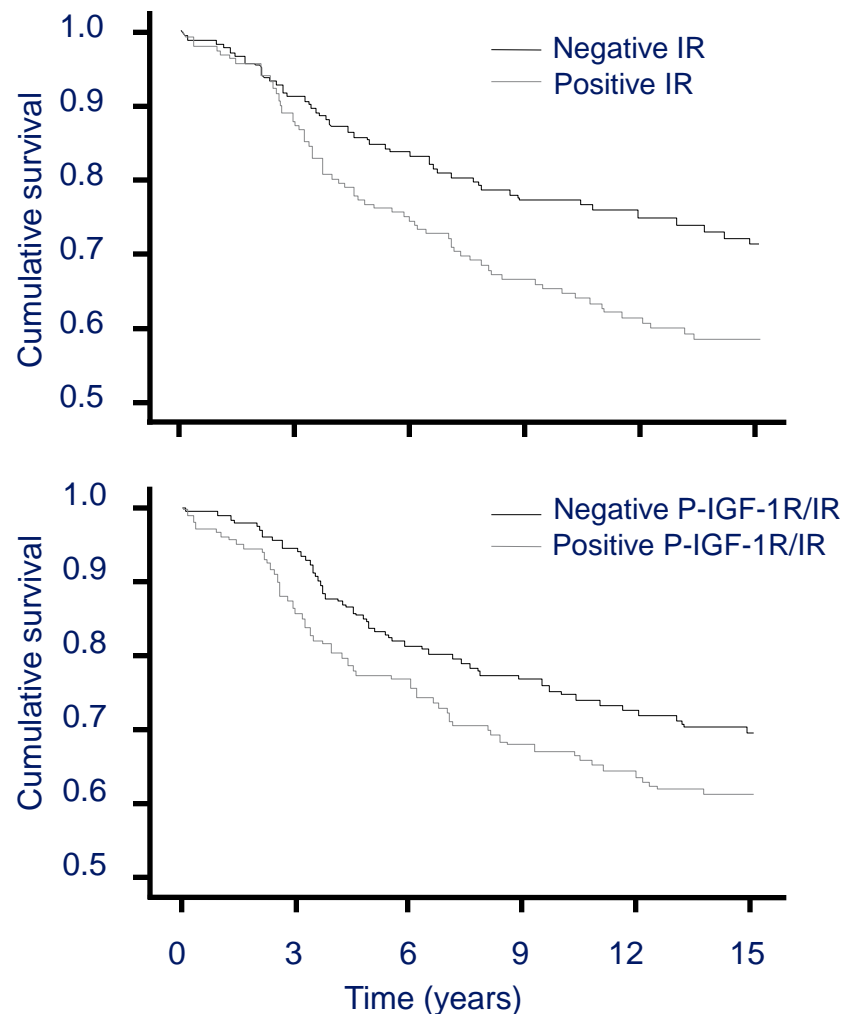 1.0
Negative IR
Positive IR
0.9
0.8
0.7
0.6
0.5
Cumulative survival
1.0
Negative P-IGF-1R/IR
Positive P-IGF-1R/IR
0.9
0.8
0.7
0.6
0.5
Cumulative survival
0 3 6 9 12 15
Time (years)